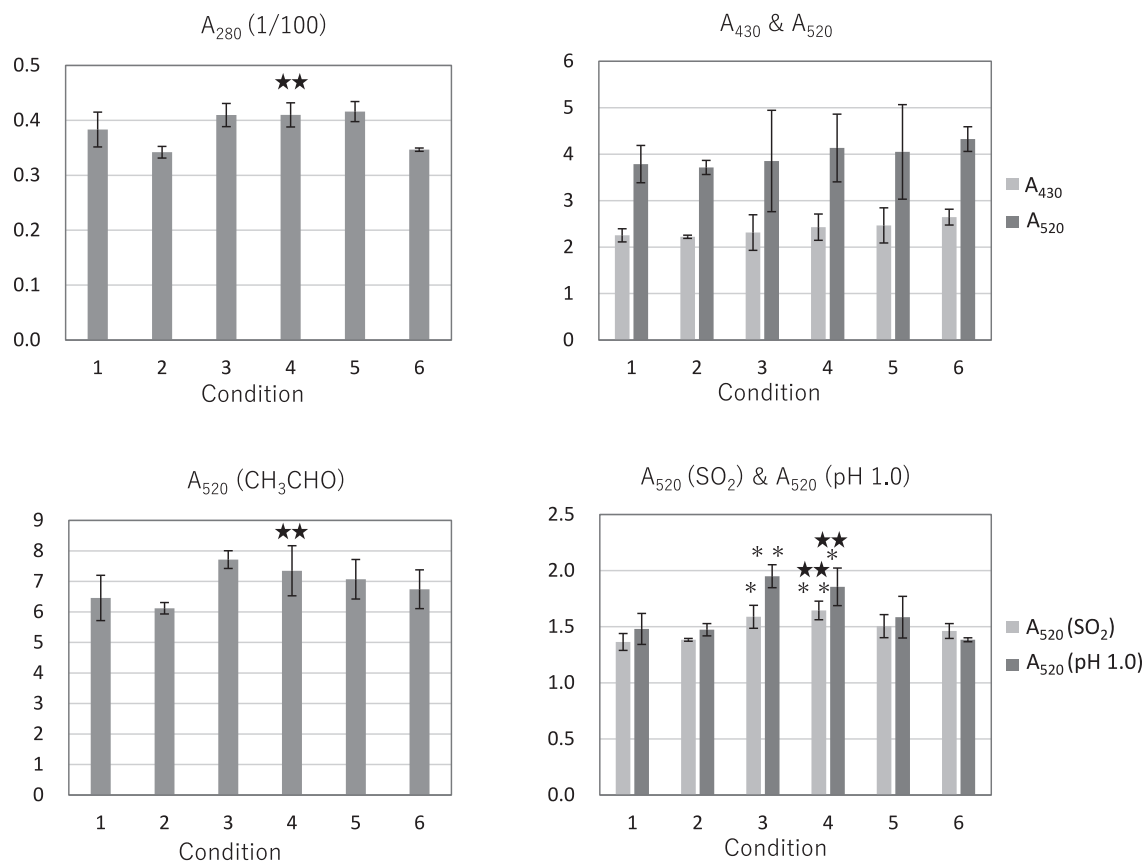 A₂₈₀ (1/100)
0.5
0.4
0.3
0.2
0.1
0.0
★★
1 2 3 4 5 6
Condition
A₄₃₀ & A₅₂₀
6
5
4
3
2
1
0
1 2 3 4 5 6
Condition
A₄₃₀
A₅₂₀
A₅₂₀ (CH₃CHO)
9
8
7
6
5
4
3
2
1
0
★★
1 2 3 4 5 6
Condition
A₅₂₀ (SO₂) & A₅₂₀ (pH 1.0)
2.5
2.0
1.5
1.0
0.5
0.0
★★
* * *
★★
* * *
1 2 3 4 5 6
Condition
A₅₂₀ (SO₂)
A₅₂₀ (pH 1.0)